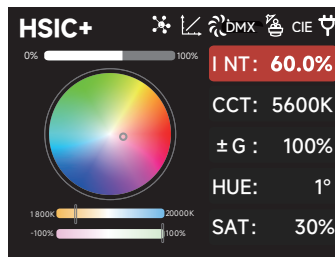 HSIC+ DMX CIE
0% 100%
INT: 60.0%
CCT: 5600K
±G: 100%
HUE: 1°
1800K 20000K
-100% 100%
SAT: 30%